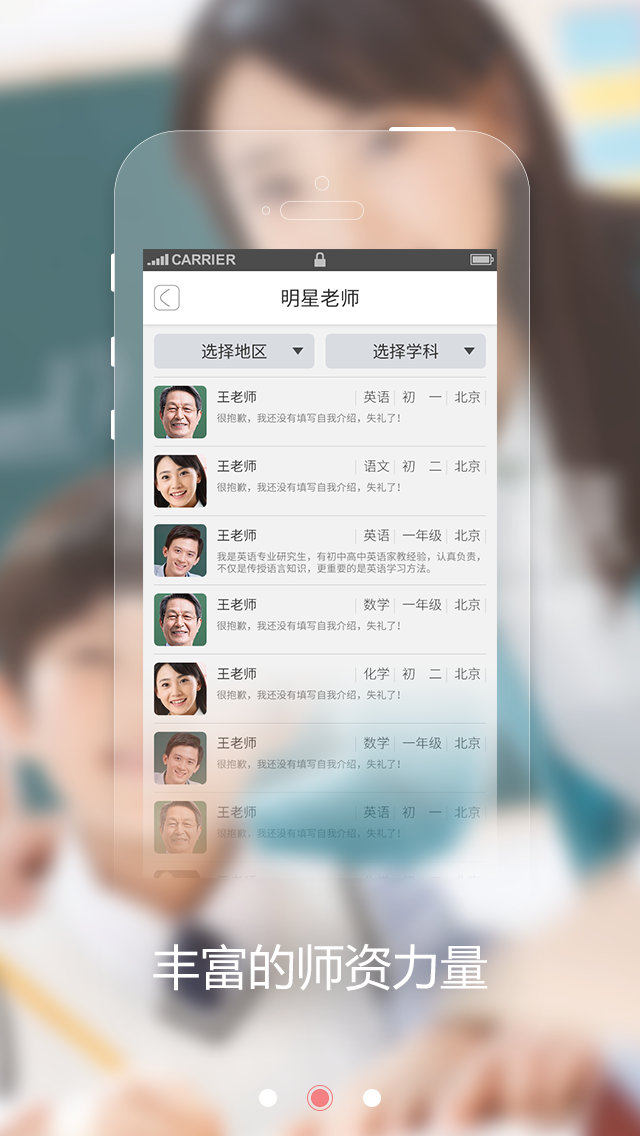 CARRIER
明星老师
选择地区 选择学科
王老师 英语 初 一 北京
很抱歉，我还没有填写自我介绍，失礼了！
王老师 语文 初 二 北京
很抱歉，我还没有填写自我介绍，失礼了！
王老师 英语 一年级 北京
我是英语专业研究生，有初中高中英语家教经验，认真负责，
不仅是传授语言知识，更重要的是英语学习方法。
王老师 数学 一年级 北京
很抱歉，我还没有填写自我介绍，失礼了！
王老师 化学 初 二 北京
很抱歉，我还没有填写自我介绍，失礼了！
王老师 数学 一年级 北京
很抱歉，我还没有填写自我介绍，失礼了！
王老师 英语 初 一 北京
很抱歉，我还没有填写自我介绍，失礼了！
丰富的师资力量